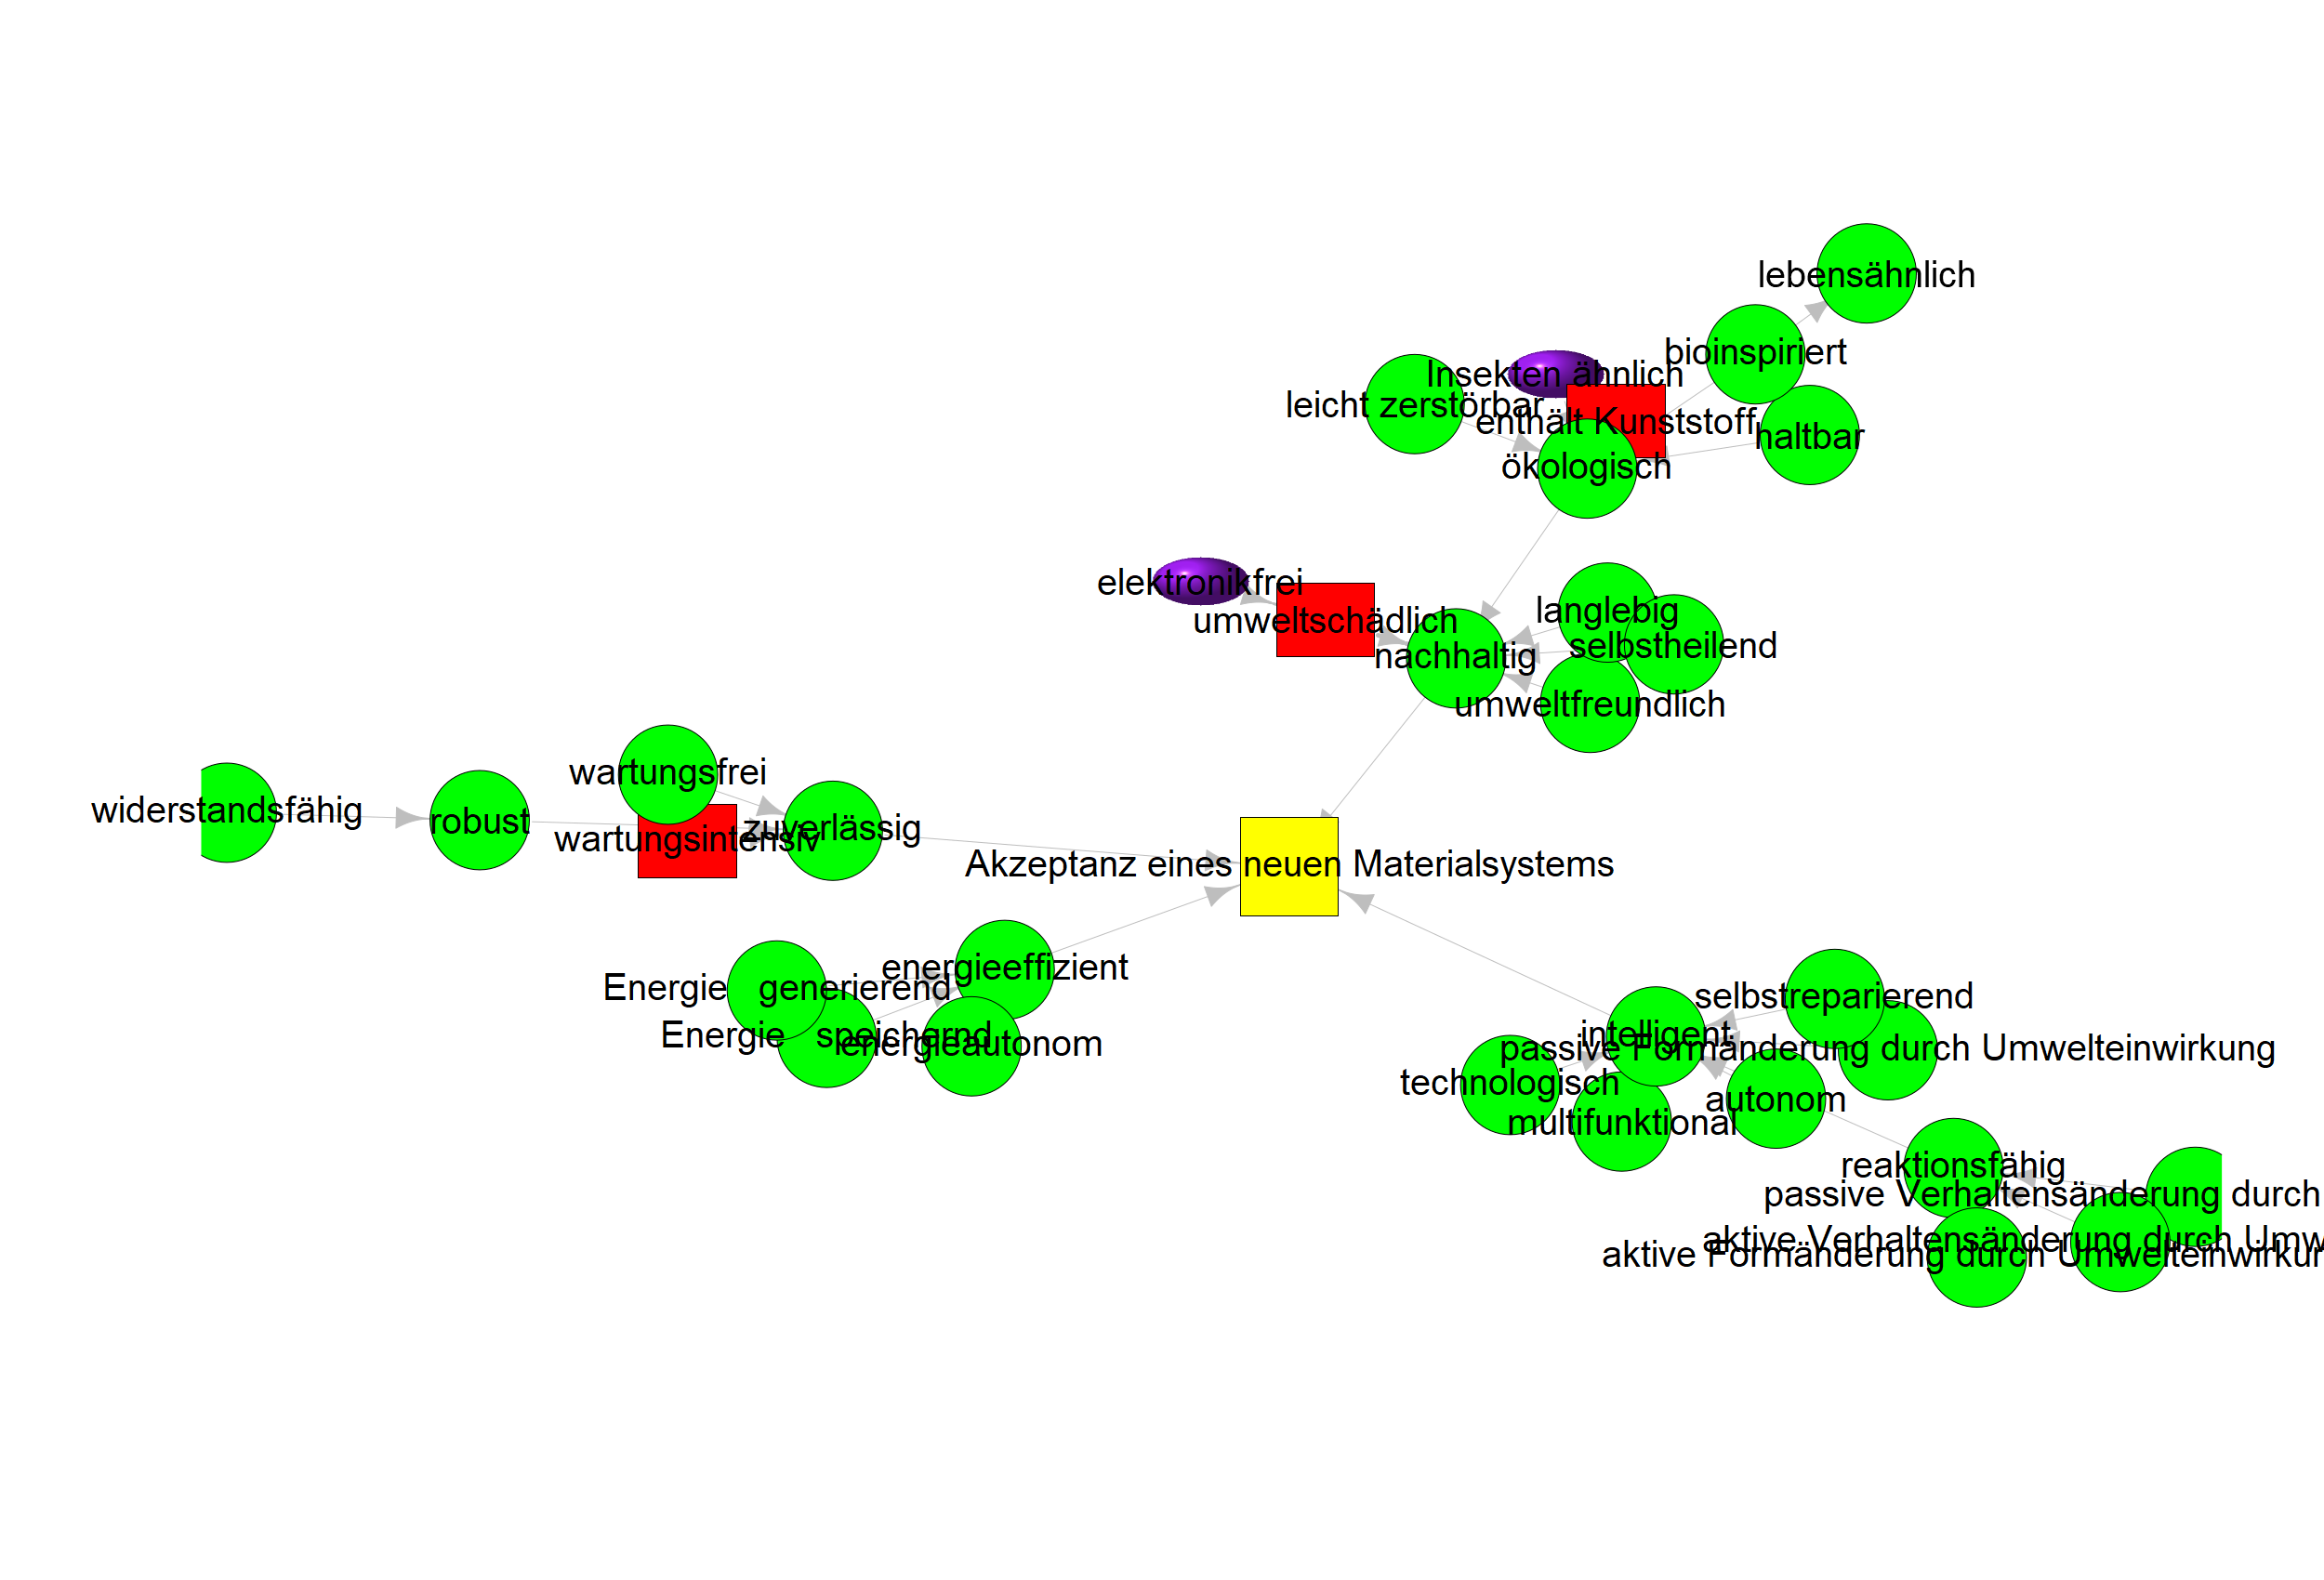 lebensähnlich
bioinspiriert
Insekten ähnlich
leicht zerstörbar
enthält Kunststoff
haltbar
ökologisch
elektronikfrei
langlebig
umweltschädlich
selbstheilend
nachhaltig
umweltfreundlich
wartungsfrei
widerstandsfähig
robust
zuverlässig
wartungsintensiv
Akzeptanz eines neuen Materialsystems
energieeffizient
Energie generierend
selbstreparierend
Energie speichernd
energieautonom
intelligent
passive Formänderung durch Umwelteinwirkung
technologisch
autonom
multifunktional
reaktionsfähig
passive Verhaltensänderung durch
aktive Verhaltensänderung durch Umw
aktive Formänderung durch Umwelteinwirkun